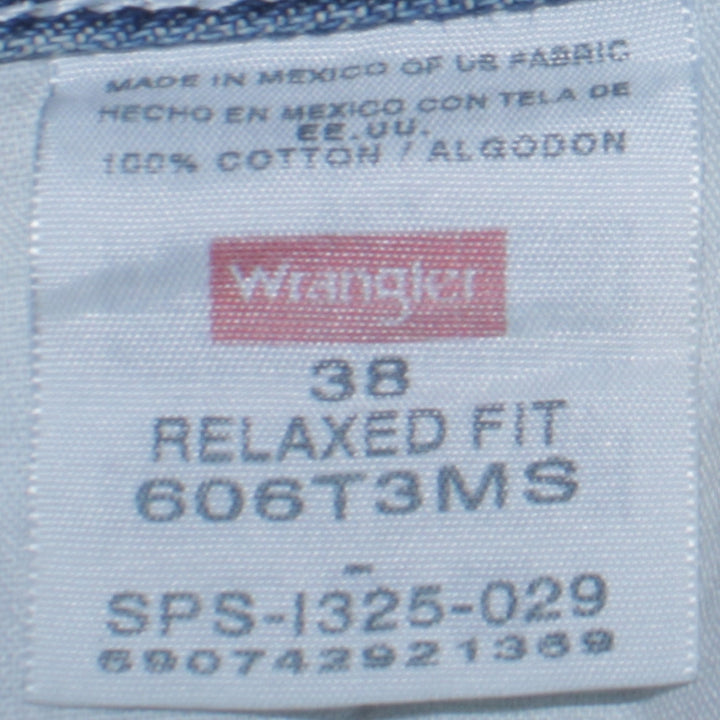 MADE IN MEXICO OF US FABRIC
HECHO EN MEXICO CON TELA DE
EE.UU.
100% COTTON / ALGODON
Wrangler
38
RELAXED FIT
606T3MS
-
SPS-I325-029
690742921369